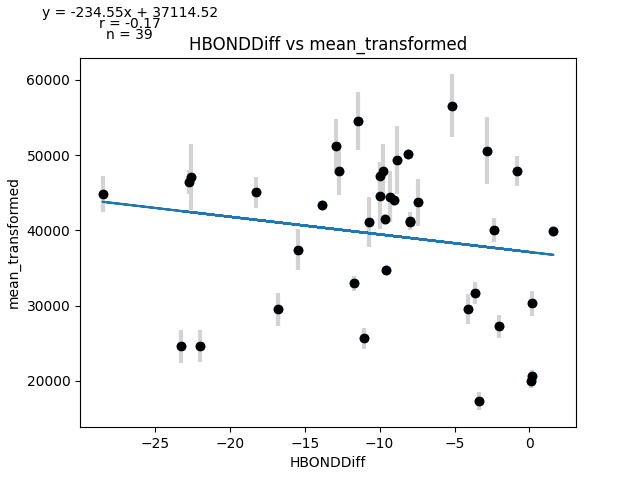 y = -234.55x + 37114.52
r = -0.17
n = 39
HBONDDiff vs mean_transformed
60000
50000
40000
30000
20000
mean_transformed
−25
−20
−15
−10
−5
0
HBONDDiff